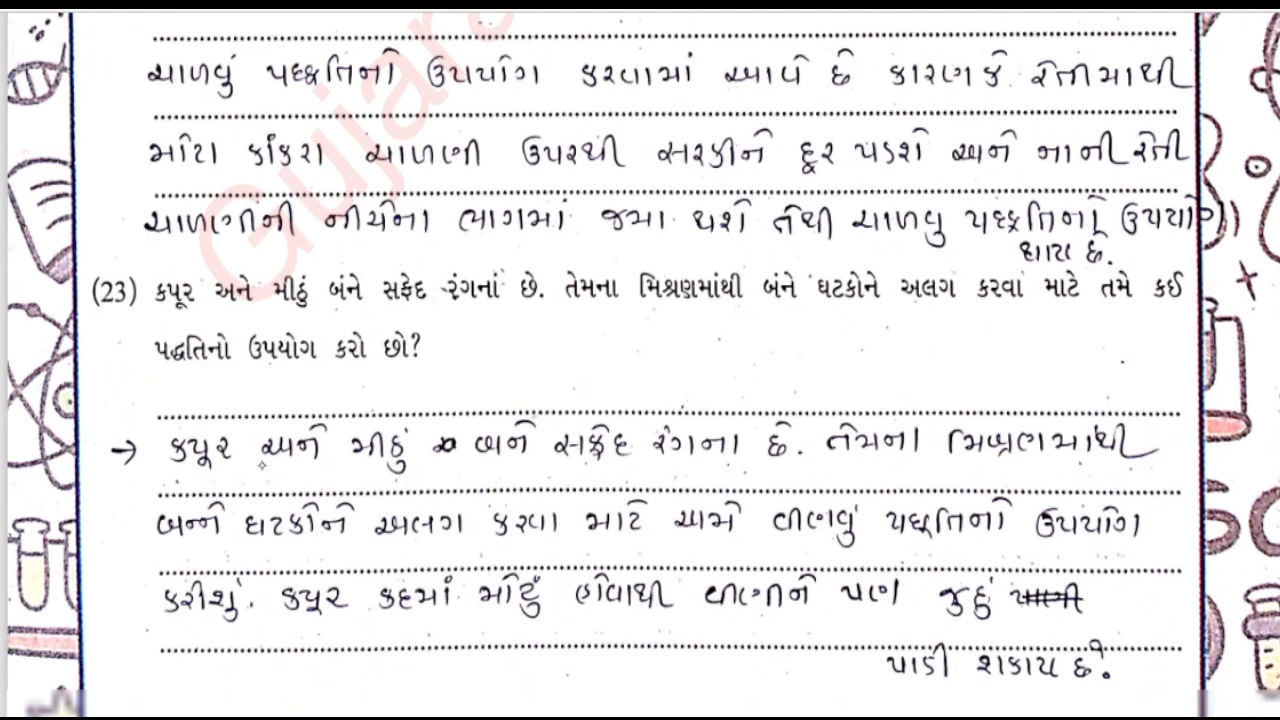 Gujara
ચાળવું પદ્ધતિનો ઉપયોગ કરવામાં આવે છે કારણ કે રેતીમાથી
મોટા કાંકરા ચાળણી ઉપરથી સરકીને દૂર પડશે અને નાની રેતી
ચાળણીની નીચેના ભાગમાં જમા થશે તેથી ચાળવુ પદ્ધતિનો ઉપયોગ
થાય છે.
(23) કપૂર અને મીઠું બંને સફેદ રંગનાં છે. તેમના મિશ્રણમાંથી બંને ઘટકોને અલગ કરવા માટે તમે કઈ
પદ્ધતિનો ઉપયોગ કરો છો?
→ કપૂર અને મીઠું બંને સફેદ રંગના છે. તેમના મિશ્રણમાંથી
બન્ને ઘટકોને અલગ કરવા માટે અમે વીણવું પદ્ધતિનો ઉપયોગ
કરીશું. કપૂર કદમાં મોટું હોવાથી વીણીને પણ જુદું
પાડી શકાય છે.